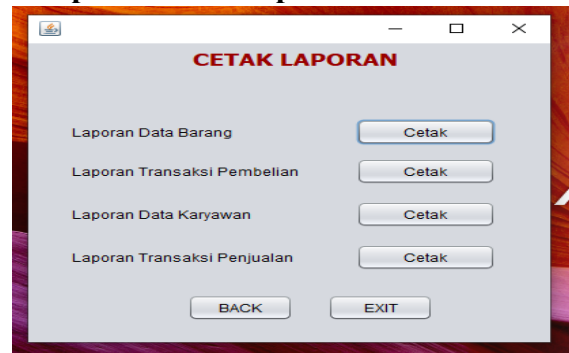 CETAK LAPORAN
Laporan Data Barang Cetak
Laporan Transaksi Pembelian Cetak
Laporan Data Karyawan Cetak
Laporan Transaksi Penjualan Cetak
BACK EXIT